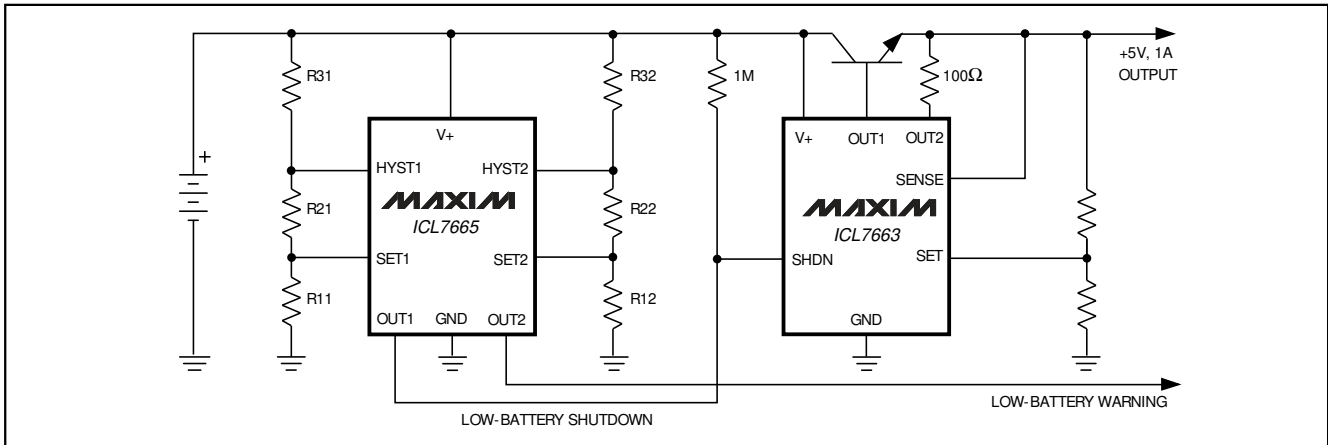 R31
R32
1M
100Ω
+5V, 1A
OUTPUT
V+
V+
OUT1
OUT2
HYST1
HYST2
SENSE
MAXIM
ICL7665
R21
R22
MAXIM
ICL7663
SET1
SET2
SHDN
SET
R11
R12
OUT1
GND
OUT2
GND
LOW-BATTERY SHUTDOWN
LOW-BATTERY WARNING
+